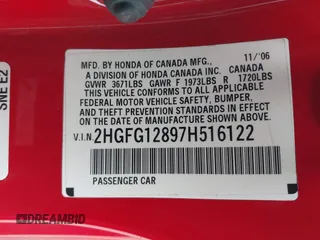 MFD. BY HONDA OF CANADA MFG., 11/'06
A DIVISION OF HONDA CANADA INC. CANADA
GVWR 3671LBS GAWR F 1973LBS R 1720LBS
THIS VEHICLE CONFORMS TO ALL APPLICABLE
FEDERAL MOTOR VEHICLE SAFETY, BUMPER,
AND THEFT PREVENTION STANDARDS IN EFFECT
ON THE DATE OF MANUFACTURE SHOWN ABOVE.
V.I.N. 2HGFG12897H516122
PASSENGER CAR
SNE E2
DREAMBID